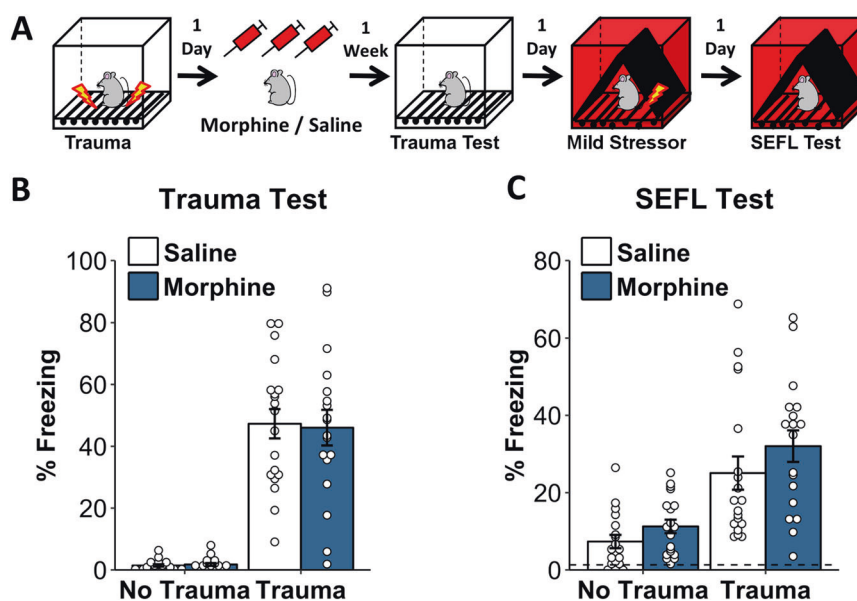 A
1 Day
1 Week
1 Day
1 Day
Trauma
Morphine / Saline
Trauma Test
Mild Stressor
SEFL Test
B
Trauma Test
Saline
Morphine
% Freezing
100
80
60
40
20
0
No Trauma
Trauma
C
SEFL Test
Saline
Morphine
% Freezing
80
60
40
20
0
No Trauma
Trauma